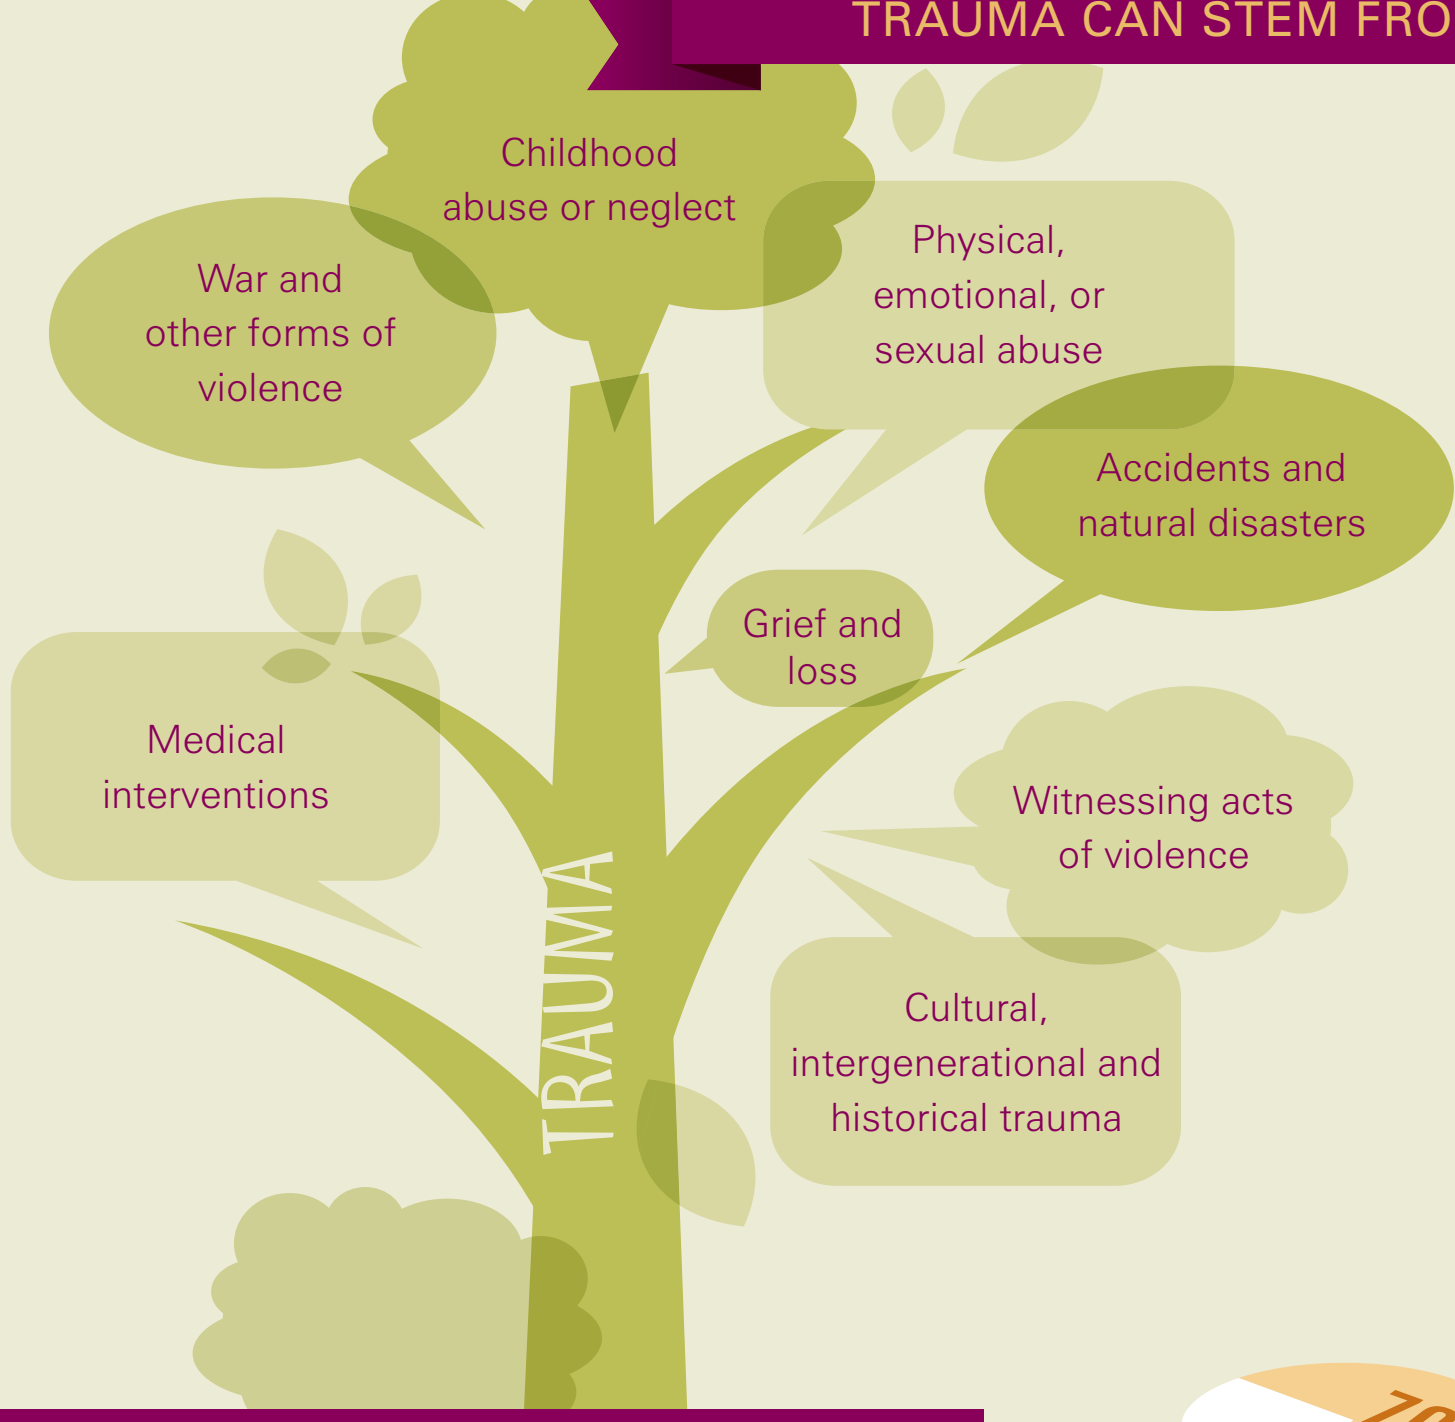 TRAUMA CAN STEM FRO
Childhood
abuse or neglect
War and
other forms of
violence
Physical,
emotional, or
sexual abuse
Accidents and
natural disasters
Grief and
loss
Medical
interventions
Witnessing acts
of violence
Cultural,
intergenerational and
historical trauma
TRAUMA